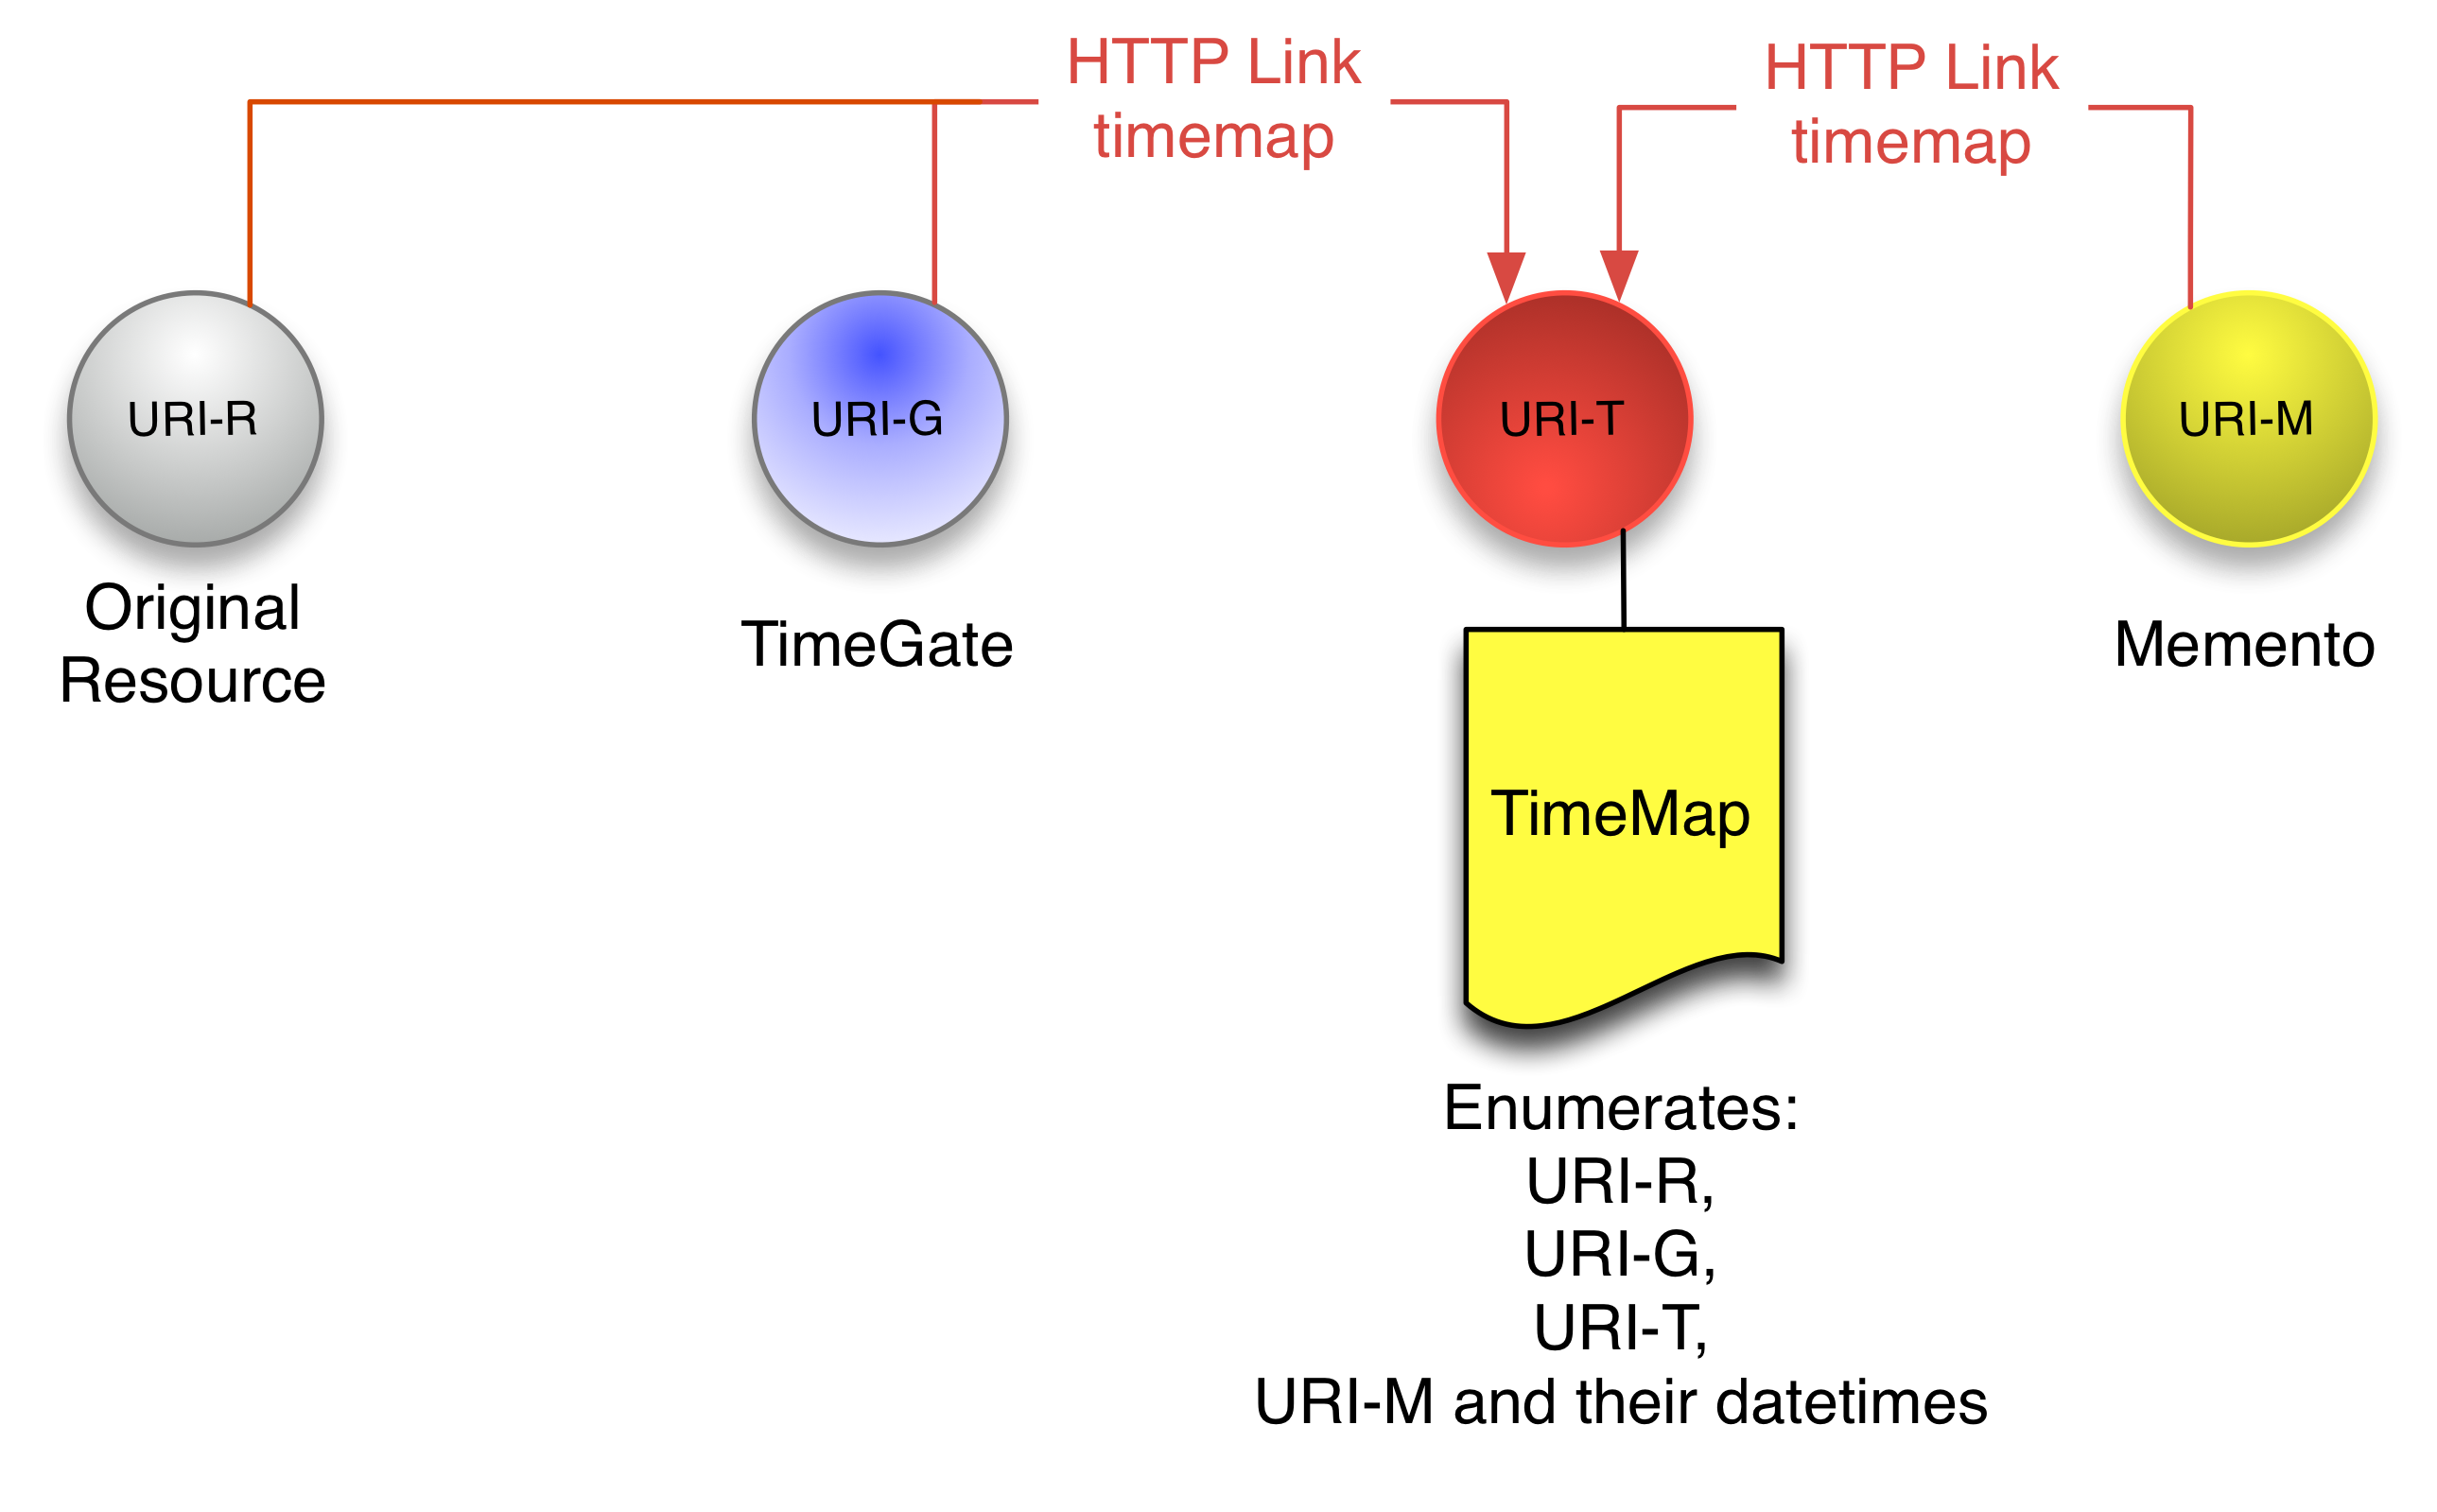 HTTP Link
timemap
HTTP Link
timemap
URI-R
URI-G
URI-T
URI-M
Original
Resource
TimeGate
Memento
TimeMap
Enumerates:
URI-R,
URI-G,
URI-T,
URI-M and their datetimes